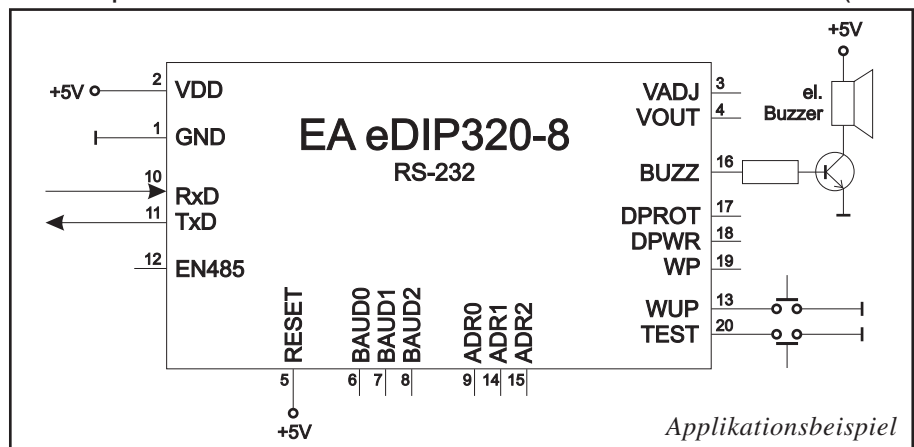 +5V
+5V
2 VDD
1 GND
10 RxD
11 TxD
12 EN485
EA eDIP320-8
RS-232
VADJ 3
VOUT 4
el.
Buzzer
BUZZ 16
DPROT 17
DPWR 18
WP 19
WUP 13
TEST 20
RESET
BAUD0
BAUD1
BAUD2
ADR0
ADR1
ADR2
5 6 7 8 9 14 15
+5V
Applikationsbeispiel